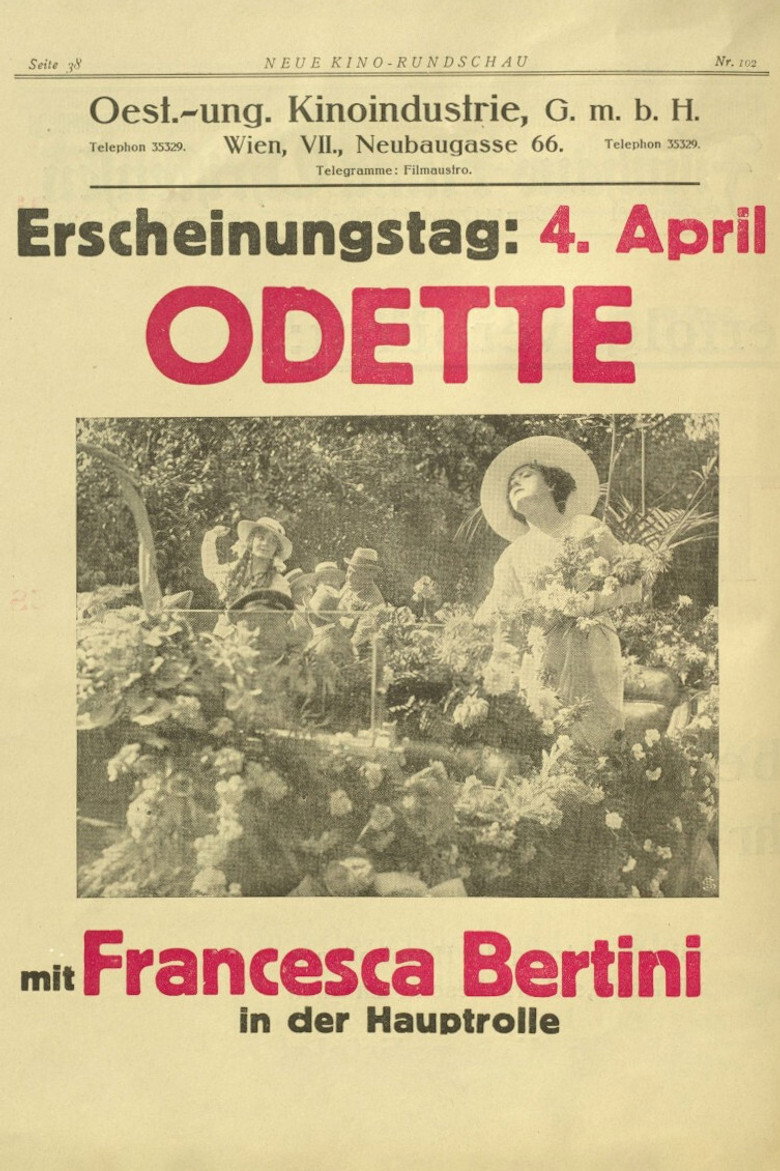 Seite 38 NEUE KINO-RUNDSCHAU Nr. 102
Oest.-ung. Kinoindustrie, G. m. b. H.
Telephon 35329. Wien, VII., Neubaugasse 66. Telephon 35329.
Telegramme: Filmaustro.
Erscheinungstag: 4. April
ODETTE
mit Francesca Bertini
in der Hauptrolle